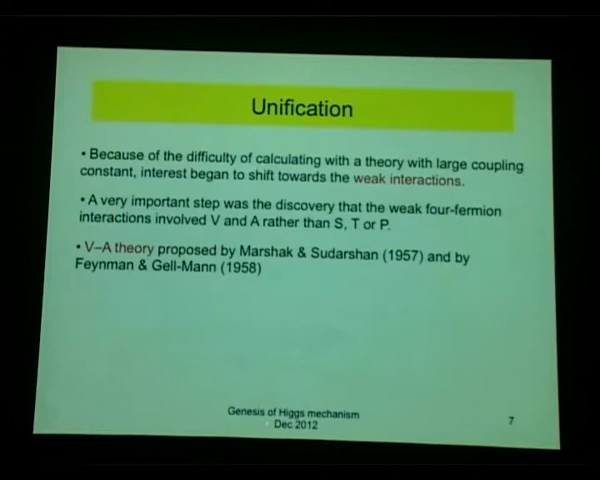 Unification
• Because of the difficulty of calculating with a theory with large coupling
constant, interest began to shift towards the weak interactions.
• A very important step was the discovery that the weak four-fermion
interactions involved V and A rather than S, T or P.
• V–A theory proposed by Marshak & Sudarshan (1957) and by
Feynman & Gell-Mann (1958)
Genesis of Higgs mechanism
Dec 2012
7